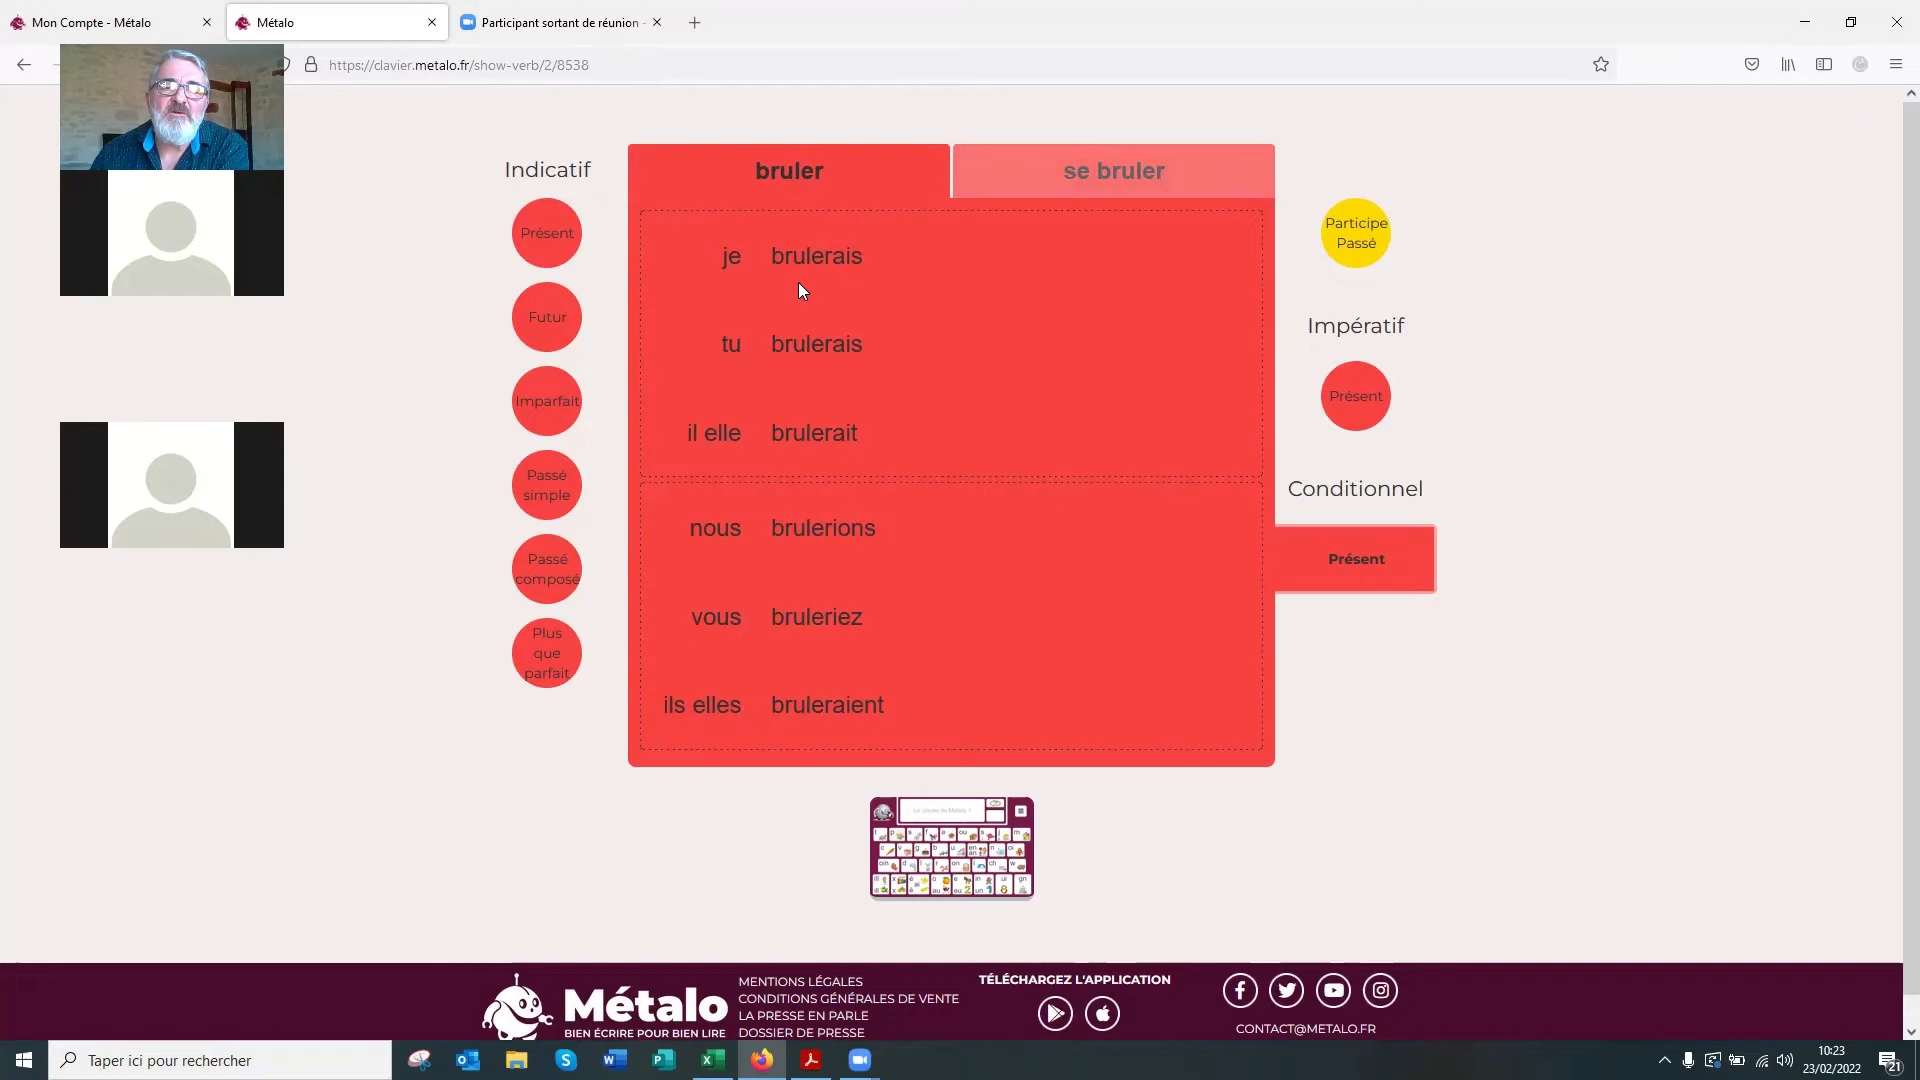 Mon Compte - Métalo
Métalo
Participant sortant de réunion -
https://clavier.metalo.fr/show-verb/2/8538
Indicatif
Présent
Futur
Imparfait
Passé
simple
Passé
composé
Plus
que
parfait
bruler
se bruler
je brulerais
tu brulerais
il elle brulerait
nous brulerions
vous bruleriez
ils elles bruleraient
Participe
Passé
Impératif
Présent
Conditionnel
Présent
Métalo
BIEN ÉCRIRE POUR BIEN LIRE
MENTIONS LÉGALES
CONDITIONS GÉNÉRALES DE VENTE
LA PRESSE EN PARLE
DOSSIER DE PRESSE
TÉLÉCHARGEZ L'APPLICATION
CONTACT@METALO.FR
Taper ici pour rechercher
10:23
23/02/2022
21